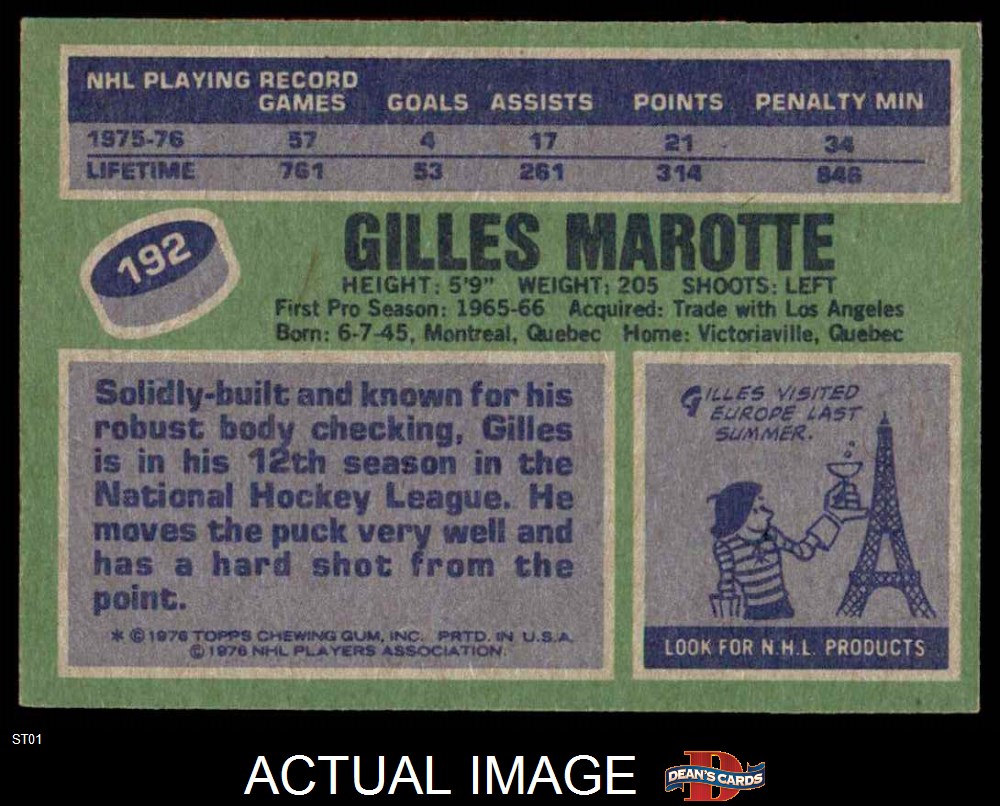 NHL PLAYING RECORD
GAMES GOALS ASSISTS POINTS PENALTY MIN
1975-76 57 4 17 21 34
LIFETIME 761 53 261 314 846
192
GILLES MAROTTE
HEIGHT: 5'9" WEIGHT: 205 SHOOTS: LEFT
First Pro Season: 1965-66 Acquired: Trade with Los Angeles
Born: 6-7-45, Montreal, Quebec Home: Victoriaville, Quebec
Solidly-built and known for his
robust body checking, Gilles
is in his 12th season in the
National Hockey League. He
moves the puck very well and
has a hard shot from the
point.
* © 1976 TOPPS CHEWING GUM, INC. PRTD. IN U.S.A.
© 1976 NHL PLAYERS ASSOCIATION.
GILLES VISITED
EUROPE LAST
SUMMER.
LOOK FOR N.H.L. PRODUCTS
ST01
ACTUAL IMAGE
DEAN'S CARDS